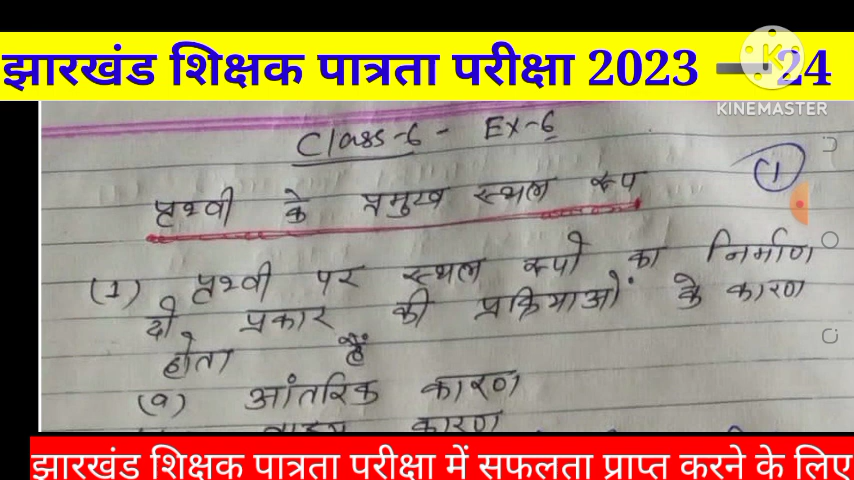 झारखंड शिक्षक पात्रता परीक्षा 2023 — 24
KINEMASTER
Class-6 - Ex-6
(1)
पृथ्वी के प्रमुख स्थल रूप
(1) पृथ्वी पर स्थल रूपों का निर्माण
दो प्रकार की प्रक्रियाओं के कारण
होता हैं
(a) आंतरिक कारण
बाह्य कारण
झारखंड शिक्षक पात्रता परीक्षा में सफलता प्राप्त करने के लिए